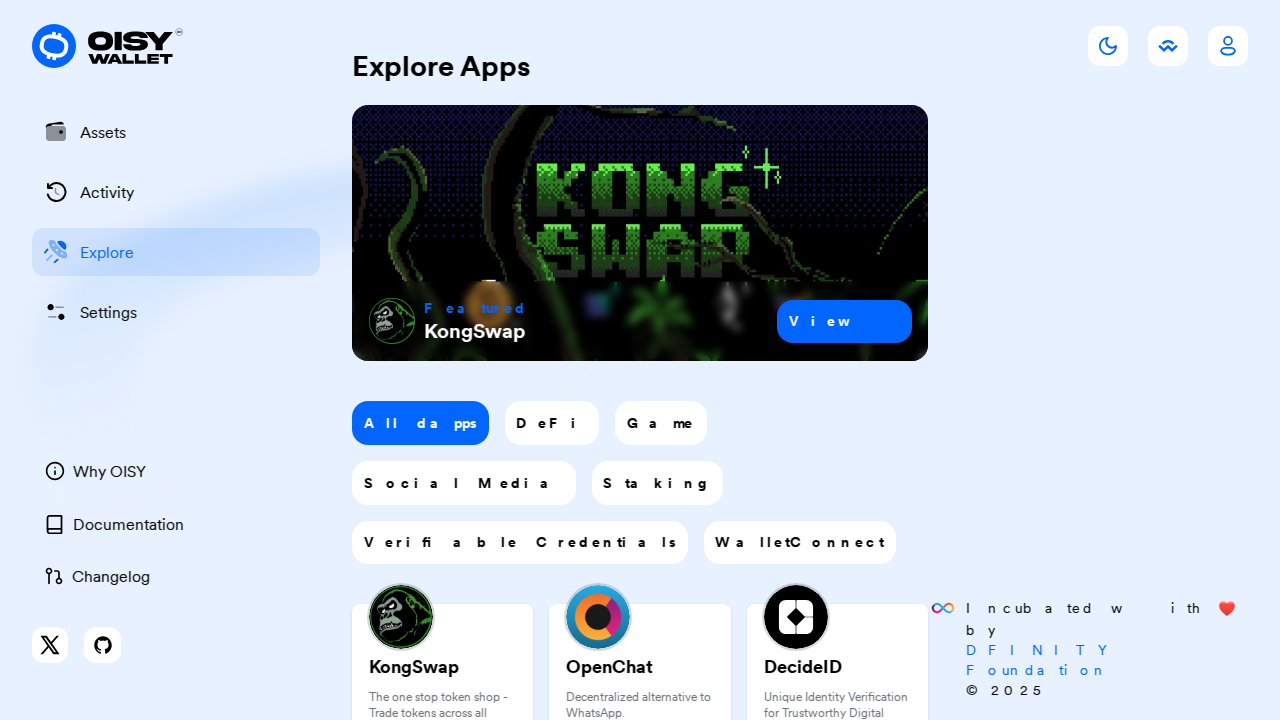 OISY
WALLET
Assets
Activity
Explore
Settings
Why OISY
Documentation
Changelog
Explore Apps
KONG
SWAP
Featured
KongSwap
View
All dapps
DeFi
Game
Social Media
Staking
Verifiable Credentials
WalletConnect
KongSwap
The one stop token shop -
Trade tokens across all
OpenChat
Decentralized alternative to
WhatsApp.
DecideID
Unique Identity Verification
for Trustworthy Digital
Incubated with ❤️
by
DFINITY
Foundation
© 2025